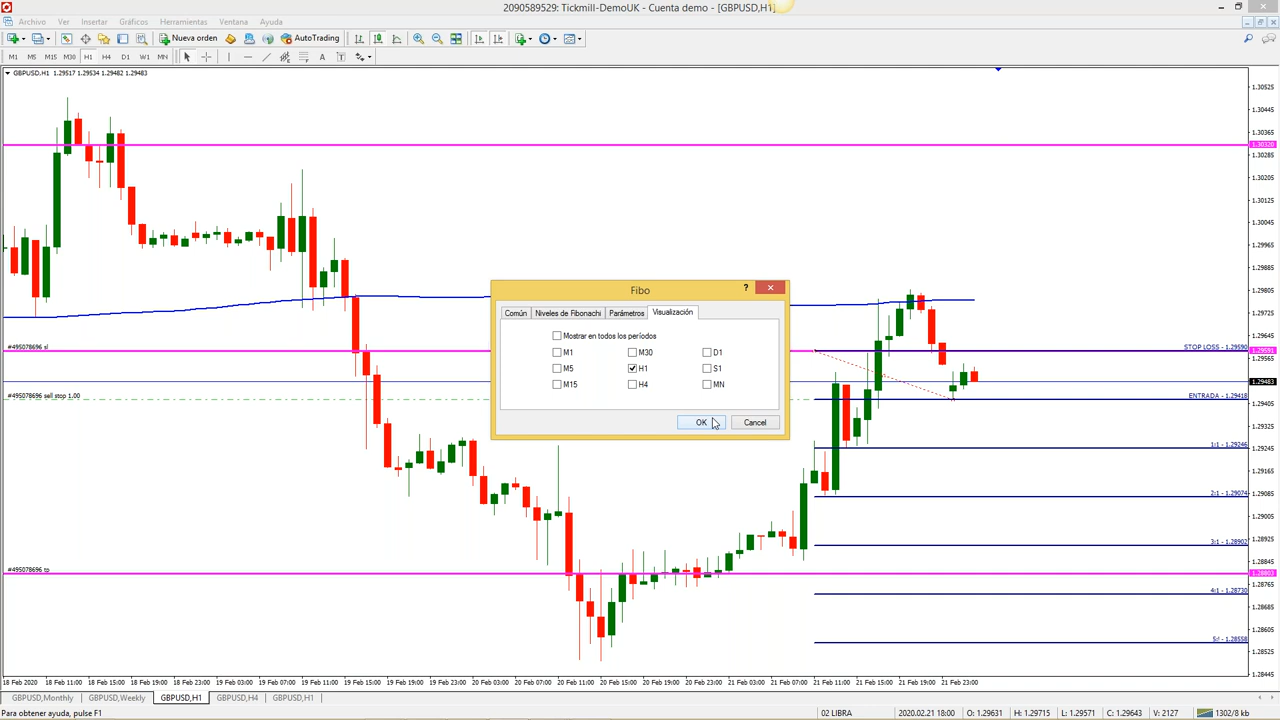 2090589529: Tickmill-DemoUK - Cuenta demo - [GBPUSD,H1]
Archivo Ver Insertar Gráficos Herramientas Ventana Ayuda
Nueva orden AutoTrading
M1 M5 M15 M30 H1 H4 D1 W1 MN A T
GBPUSD,H1 1.29517 1.29534 1.29482 1.29483
1.30525
1.30445
1.30365
1.30320
1.30285
1.30205
1.30125
1.30045
1.29965
1.29885
1.29805
1.29725
1.29645
1.29591
1.29483
1.29405
1.29325
1.29245
1.29165
1.29085
1.29005
1.28925
1.28845
1.28803
1.28765
1.28685
1.28605
1.28525
1.28445
#495078696 sl
STOP LOSS - 1.29590
#495078696 sell stop 1.00
ENTRADA - 1.29418
1:1 - 1.29246
2:1 - 1.29074
3:1 - 1.28902
#495078696 tp
4:1 - 1.28730
5:! - 1.28558
Fibo
? ×
Común Niveles de Fibonachi Parámetros Visualización
Mostrar en todos los períodos
M1 M30 D1
M5 H1 S1
M15 H4 MN
OK Cancel
18 Feb 2020 18 Feb 11:00 18 Feb 15:00 18 Feb 19:00 18 Feb 23:00 19 Feb 03:00 19 Feb 07:00 19 Feb 11:00 19 Feb 15:00 19 Feb 19:00 19 Feb 23:00 20 Feb 03:00 20 Feb 07:00 20 Feb 11:00 20 Feb 15:00 20 Feb 19:00 20 Feb 23:00 21 Feb 03:00 21 Feb 07:00 21 Feb 11:00 21 Feb 15:00 21 Feb 19:00 21 Feb 23:00
GBPUSD,Monthly GBPUSD,Weekly GBPUSD,H1 GBPUSD,H4 GBPUSD,H1
Para obtener ayuda, pulse F1 02 LIBRA 2020.02.21 18:00 O: 1.29631 H: 1.29715 L: 1.29571 C: 1.29643 V: 2127 1302/8 kb